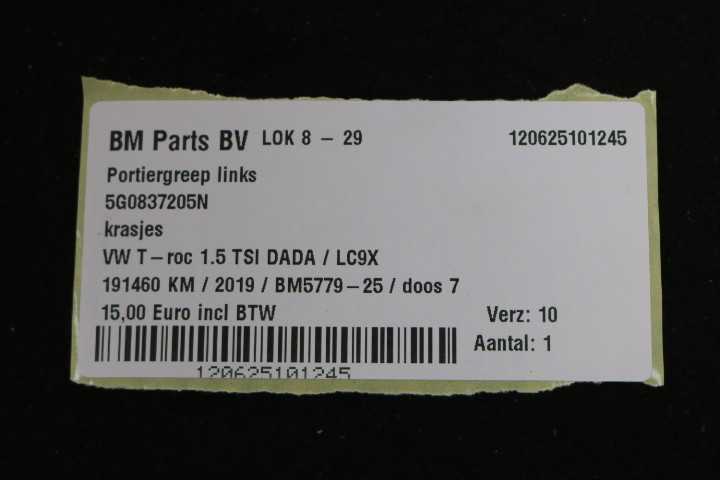 BM Parts BV LOK 8 - 29 120625101245
Portiergreep links
5G0837205N
krasjes
VW T-roc 1.5 TSI DADA / LC9X
191460 KM / 2019 / BM5779-25 / doos 7
15,00 Euro incl BTW Verz: 10
Aantal: 1
120625101245